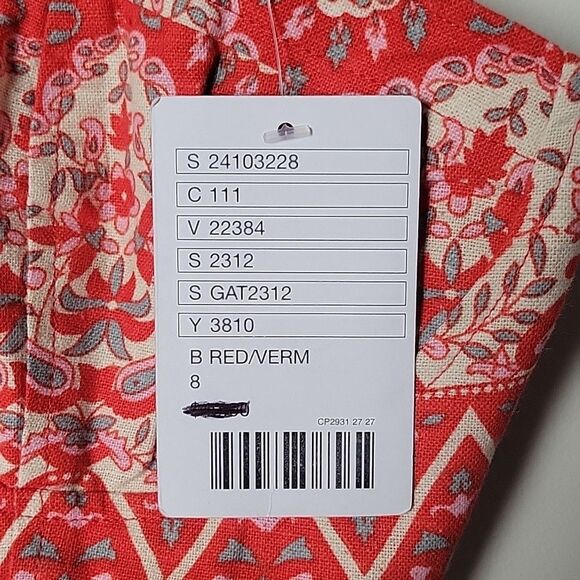 S 24103228
C 111
V 22384
S 2312
S GAT2312
Y 3810
B RED/VERM
8
CP2931 27 27